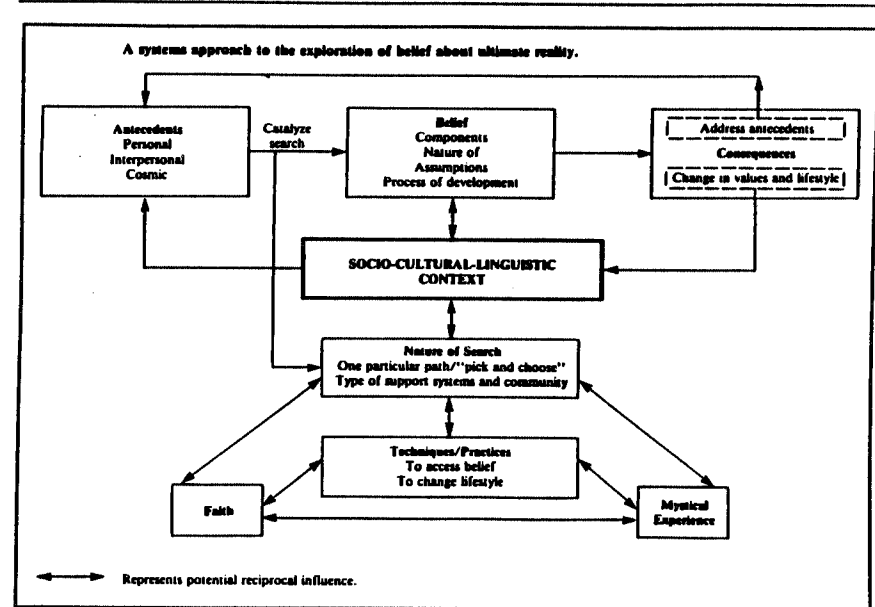 A systems approach to the exploration of belief about ultimate reality.
Antecedents
Personal
Interpersonal
Cosmic
Catalyze
search
Belief
Components
Nature of
Assumptions
Process of development
Address antecedents
Consequences
Change in values and lifestyle
SOCIO-CULTURAL-LINGUISTIC
CONTEXT
Nature of Search
One particular path/"pick and choose"
Type of support systems and community
Techniques/Practices
To access belief
To change lifestyle
Faith
Mystical
Experience
Represents potential reciprocal influence.